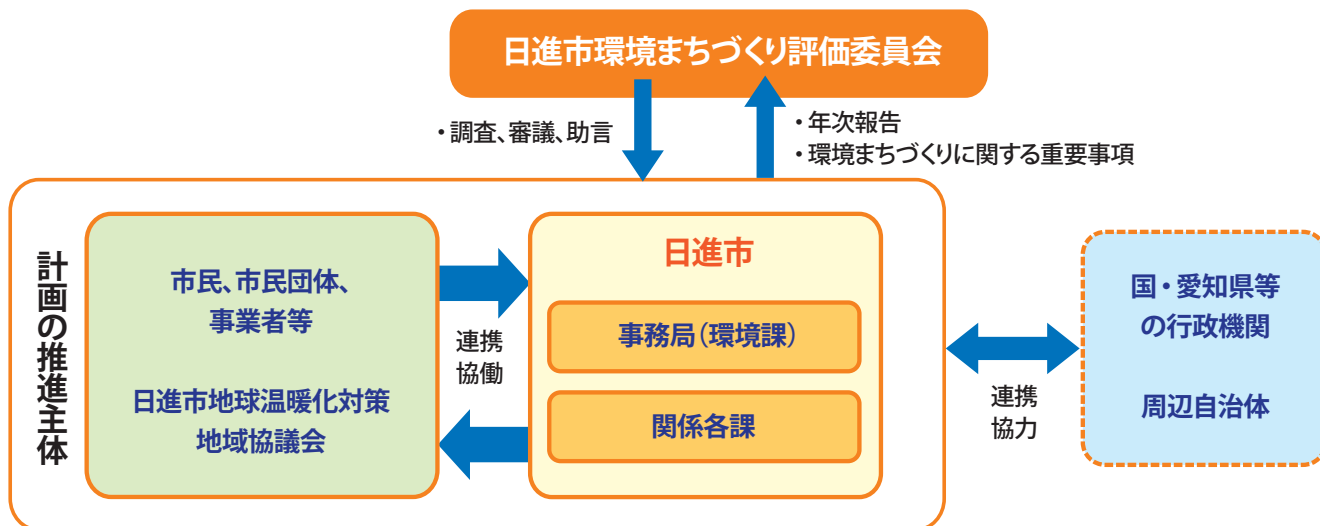 日進市環境まちづくり評価委員会
・調査、審議、助言
・年次報告
・環境まちづくりに関する重要事項
計画の推進主体
市民、市民団体、
事業者等
日進市地球温暖化対策
地域協議会
連携
協働
日進市
事務局(環境課)
関係各課
連携
協力
国・愛知県等
の行政機関
周辺自治体